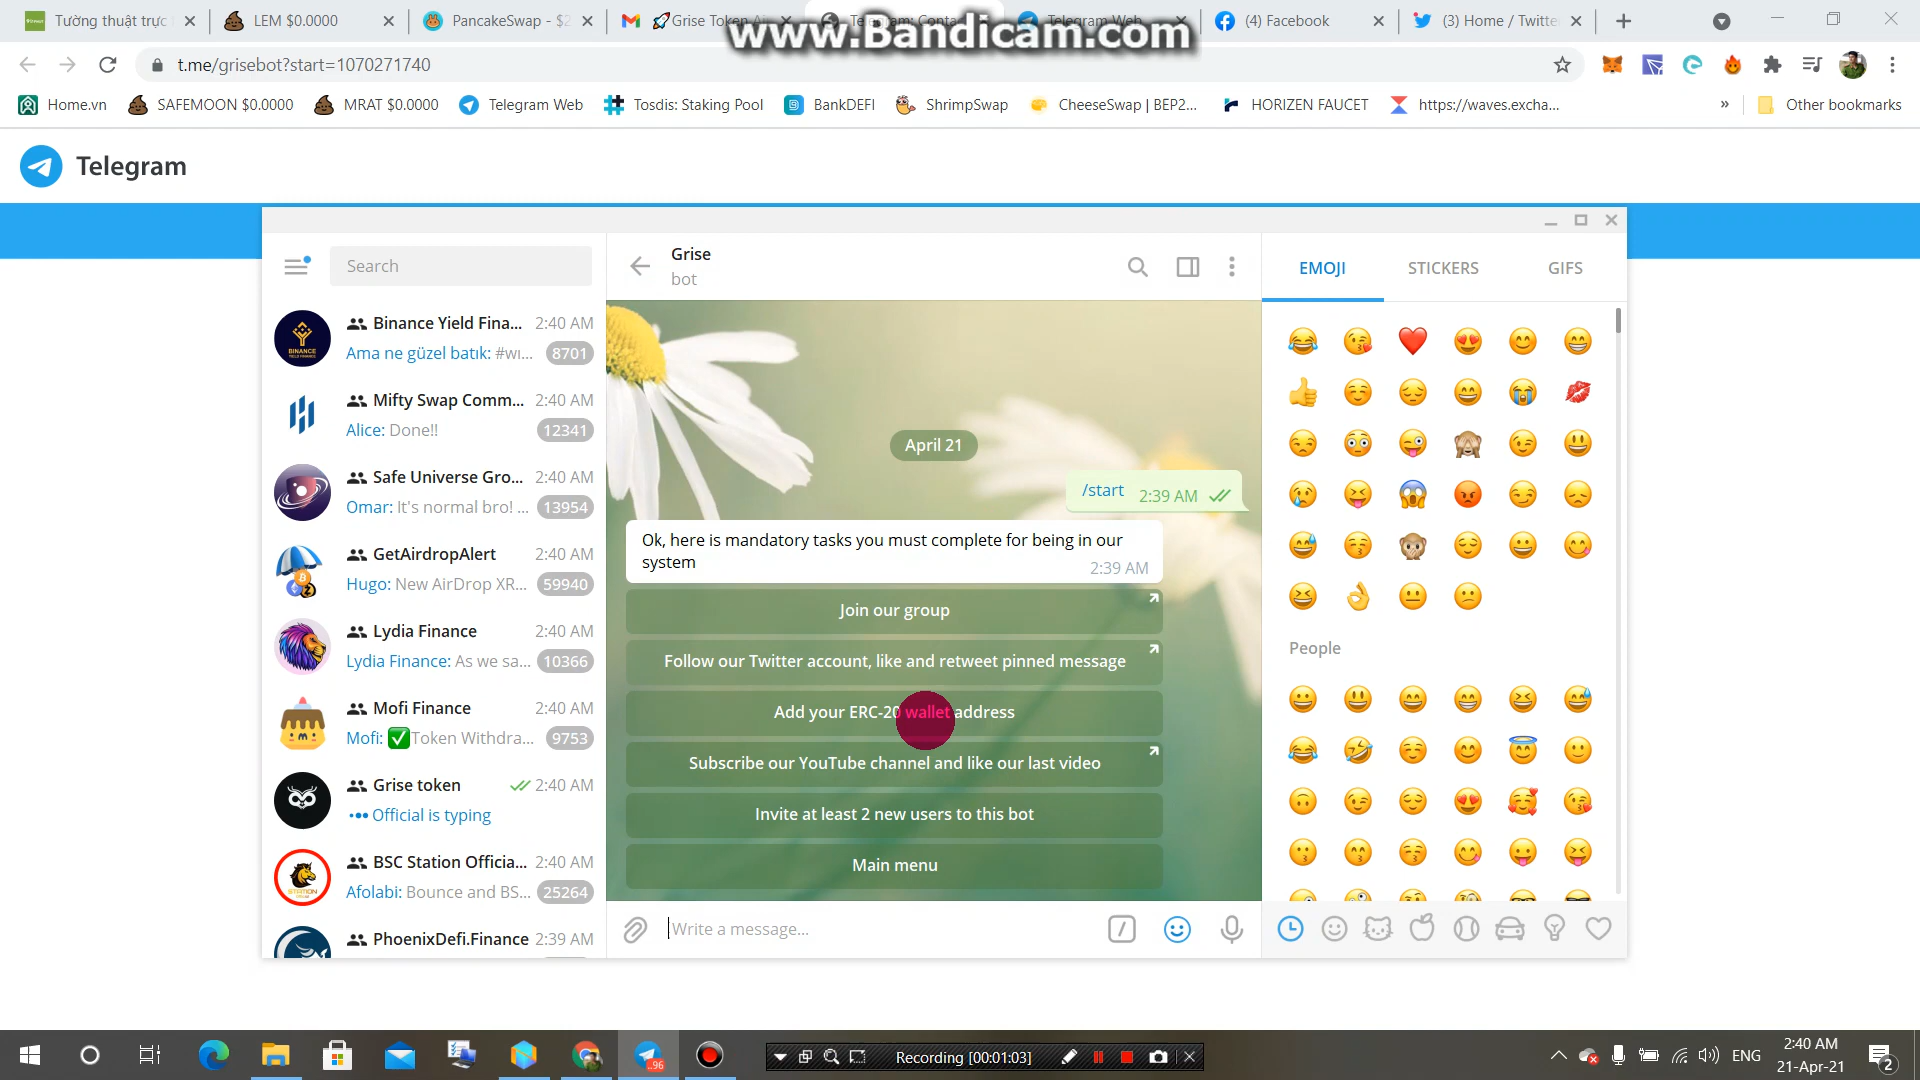 Tường thuật trực
LEM $0.0000
PancakeSwap - $2
Grise Token Ai
Telegram: Conta
Telegram Web
(4) Facebook
(3) Home / Twitte
www.Bandicam.com
t.me/grisebot?start=1070271740
Home.vn
SAFEMOON $0.0000
MRAT $0.0000
Telegram Web
Tosdis: Staking Pool
BankDEFI
ShrimpSwap
CheeseSwap | BEP2...
HORIZEN FAUCET
https://waves.excha...
»
Other bookmarks
Telegram
Search
Binance Yield Fina... 2:40 AM
Ama ne güzel batık: #wı... 8701
Mifty Swap Comm... 2:40 AM
Alice: Done!! 12341
Safe Universe Gro... 2:40 AM
Omar: It's normal bro! ... 13954
GetAirdropAlert 2:40 AM
Hugo: New AirDrop XR... 59940
Lydia Finance 2:40 AM
Lydia Finance: As we sa... 10366
Mofi Finance 2:40 AM
Mofi: ✅Token Withdra... 9753
Grise token 2:40 AM
Official is typing
BSC Station Officia... 2:40 AM
Afolabi: Bounce and BS... 25264
PhoenixDefi.Finance 2:39 AM
Grise
bot
April 21
/start 2:39 AM
Ok, here is mandatory tasks you must complete for being in our
system 2:39 AM
Join our group
Follow our Twitter account, like and retweet pinned message
Add your ERC-20 wallet address
Subscribe our YouTube channel and like our last video
Invite at least 2 new users to this bot
Main menu
Write a message...
EMOJI STICKERS GIFS
People
BINANCE
YIELD FINANCE
STATION
..96
Recording [00:01:03]
ENG
2:40 AM
21-Apr-21
2